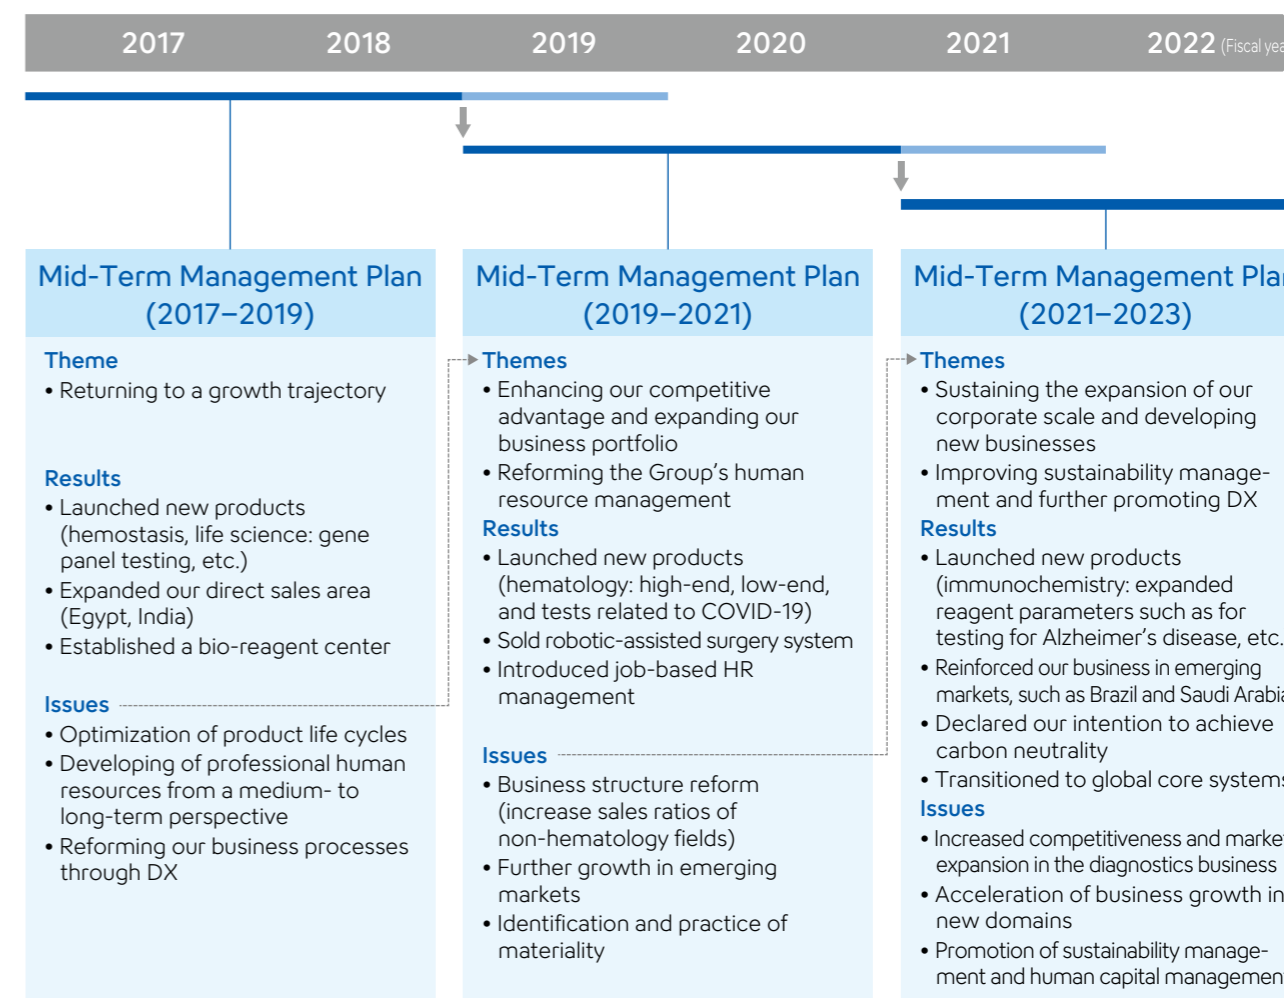 2017 2018 2019 2020 2021 2022 (Fiscal yea
Mid-Term Management Plan
(2017–2019)
Theme
• Returning to a growth trajectory
Results
• Launched new products
(hemostasis, life science: gene
panel testing, etc.)
• Expanded our direct sales area
(Egypt, India)
• Established a bio-reagent center
Issues
• Optimization of product life cycles
• Developing of professional human
resources from a medium- to
long-term perspective
• Reforming our business processes
through DX
Mid-Term Management Plan
(2019–2021)
Themes
• Enhancing our competitive
advantage and expanding our
business portfolio
• Reforming the Group's human
resource management
Results
• Launched new products
(hematology: high-end, low-end,
and tests related to COVID-19)
• Sold robotic-assisted surgery system
• Introduced job-based HR
management
Issues
• Business structure reform
(increase sales ratios of
non-hematology fields)
• Further growth in emerging
markets
• Identification and practice of
materiality
Mid-Term Management Plan
(2021–2023)
Themes
• Sustaining the expansion of our
corporate scale and developing
new businesses
• Improving sustainability manage-
ment and further promoting DX
Results
• Launched new products
(immunochemistry: expanded
reagent parameters such as for
testing for Alzheimer's disease, etc.
• Reinforced our business in emerging
markets, such as Brazil and Saudi Arabia
• Declared our intention to achieve
carbon neutrality
• Transitioned to global core systems
Issues
• Increased competitiveness and market
expansion in the diagnostics business
• Acceleration of business growth in
new domains
• Promotion of sustainability manage-
ment and human capital management